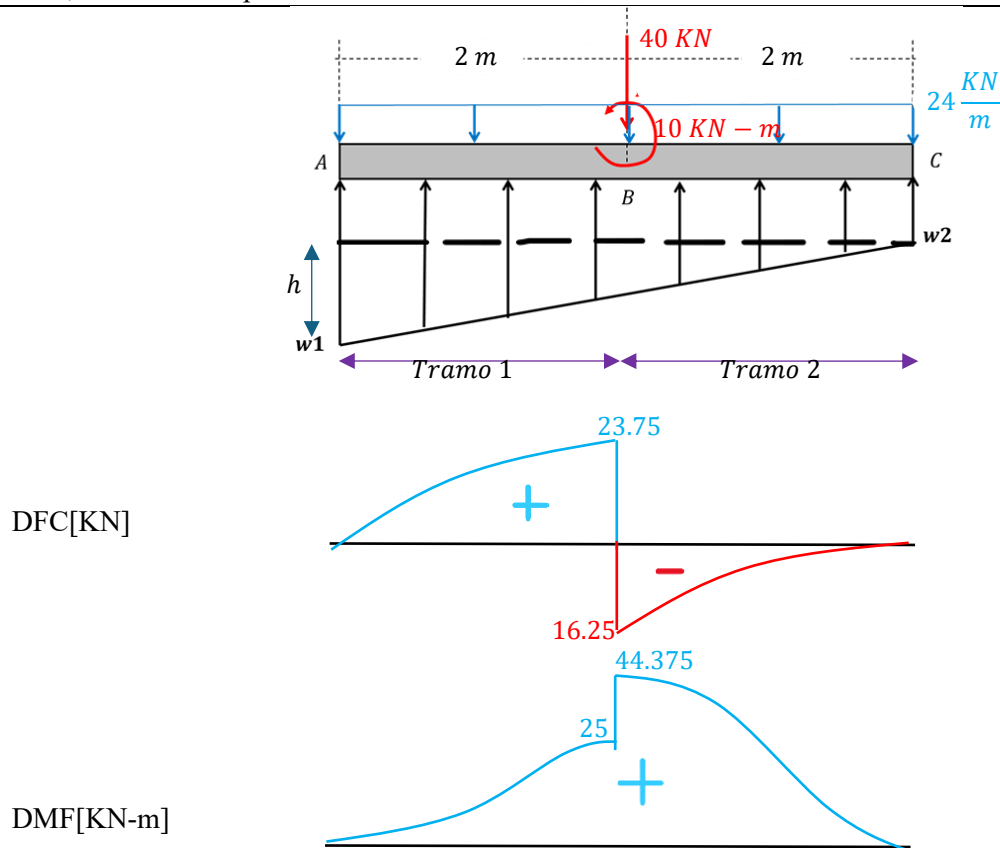 40 KN
2 m
2 m
24 KN/m
10 KN − m
A
C
B
w2
h
w1
Tramo 1
Tramo 2
23.75
+
DFC[KN]
−
16.25
44.375
25
+
DMF[KN-m]